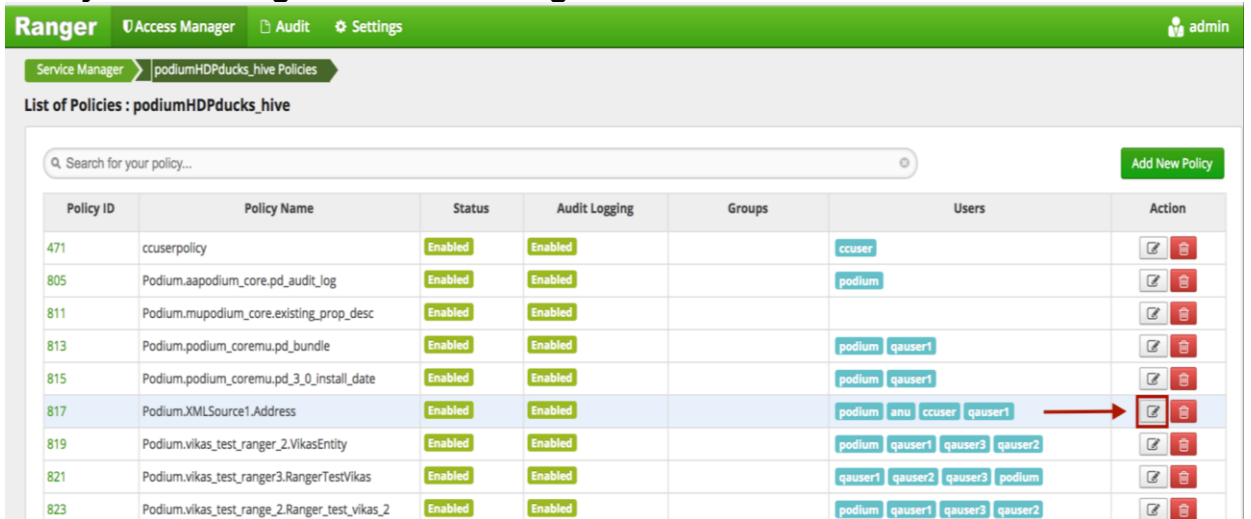 Ranger Access Manager Audit Settings admin
Service Manager podiumHDPducks_hive Policies
List of Policies : podiumHDPducks_hive
Search for your policy... Add New Policy
Policy ID Policy Name Status Audit Logging Groups Users Action
471 ccuserpolicy Enabled Enabled ccuser
805 Podium.aapodium_core.pd_audit_log Enabled Enabled podium
811 Podium.mupodium_core.existing_prop_desc Enabled Enabled
813 Podium.podium_coremu.pd_bundle Enabled Enabled podium qauser1
815 Podium.podium_coremu.pd_3_0_install_date Enabled Enabled podium qauser1
817 Podium.XMLSource1.Address Enabled Enabled podium anu ccuser qauser1
819 Podium.vikas_test_ranger_2.VikasEntity Enabled Enabled podium qauser1 qauser3 qauser2
821 Podium.vikas_test_ranger3.RangerTestVikas Enabled Enabled qauser1 qauser2 qauser3 podium
823 Podium.vikas_test_range_2.Ranger_test_vikas_2 Enabled Enabled podium qauser1 qauser3 qauser2